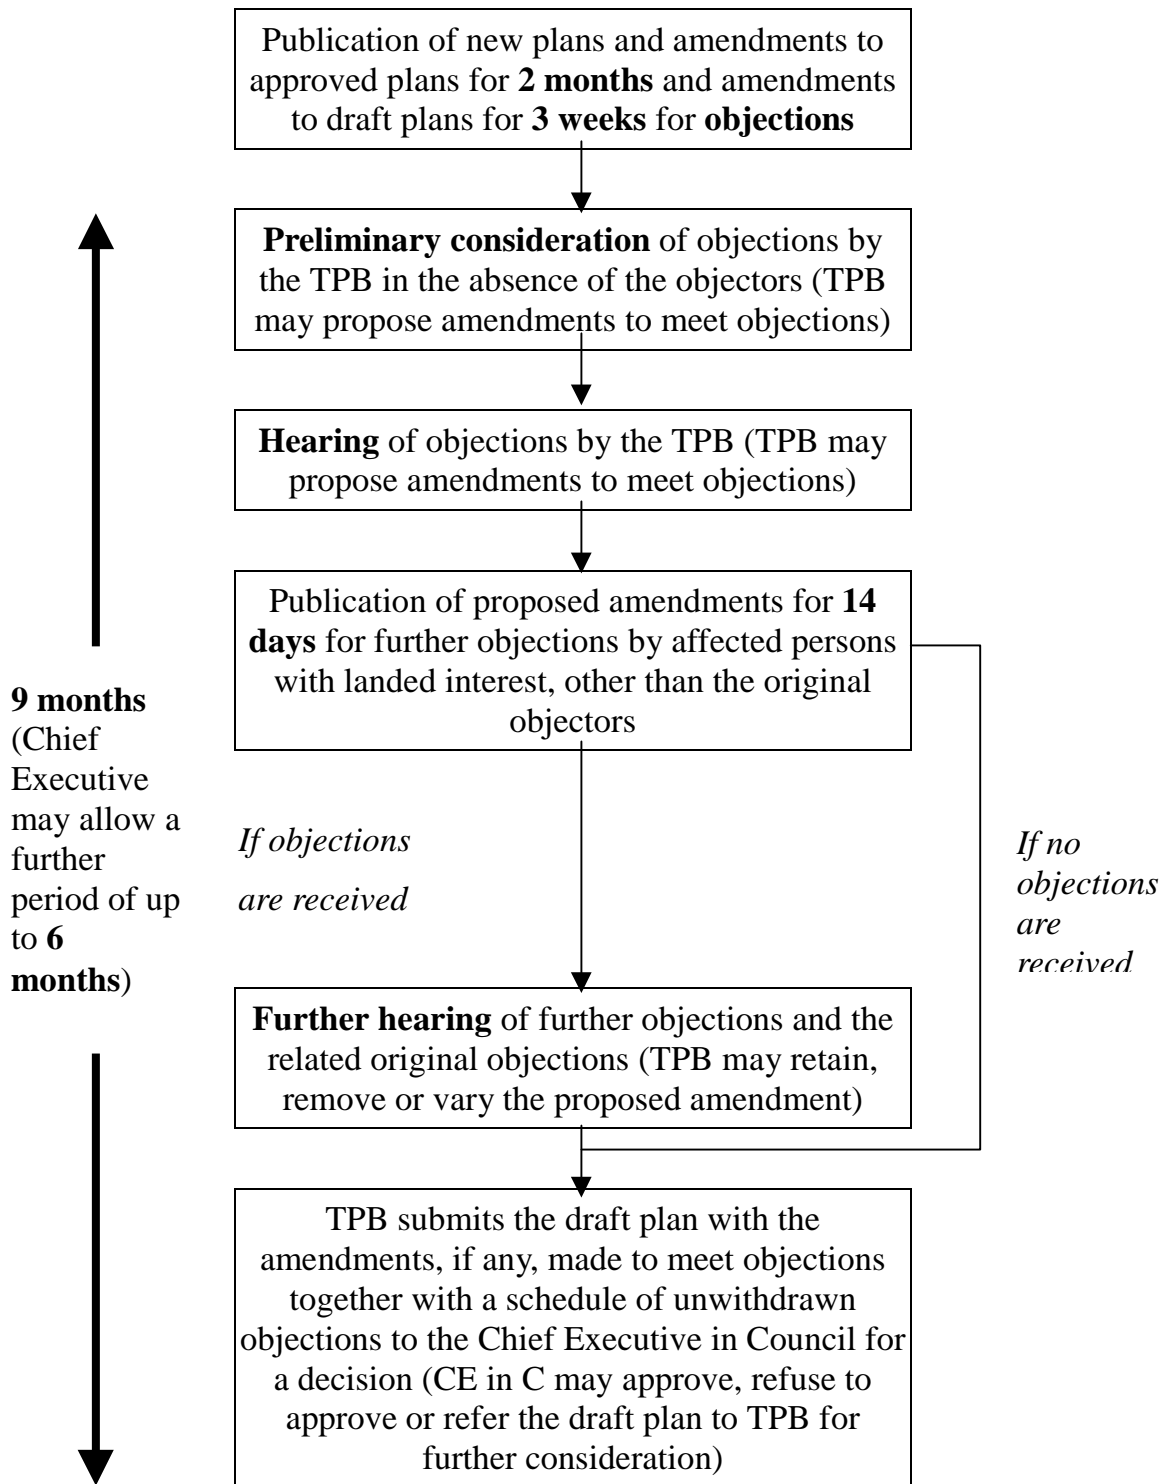 Publication of new plans and amendments to
approved plans for 2 months and amendments
to draft plans for 3 weeks for objections
Preliminary consideration of objections by
the TPB in the absence of the objectors (TPB
may propose amendments to meet objections)
Hearing of objections by the TPB (TPB may
propose amendments to meet objections)
Publication of proposed amendments for 14
days for further objections by affected persons
with landed interest, other than the original
objectors
9 months
(Chief
Executive
may allow a
further
period of up
to 6
months)
If objections
are received
If no
objections
are
received
Further hearing of further objections and the
related original objections (TPB may retain,
remove or vary the proposed amendment)
TPB submits the draft plan with the
amendments, if any, made to meet objections
together with a schedule of unwithdrawn
objections to the Chief Executive in Council for
a decision (CE in C may approve, refuse to
approve or refer the draft plan to TPB for
further consideration)